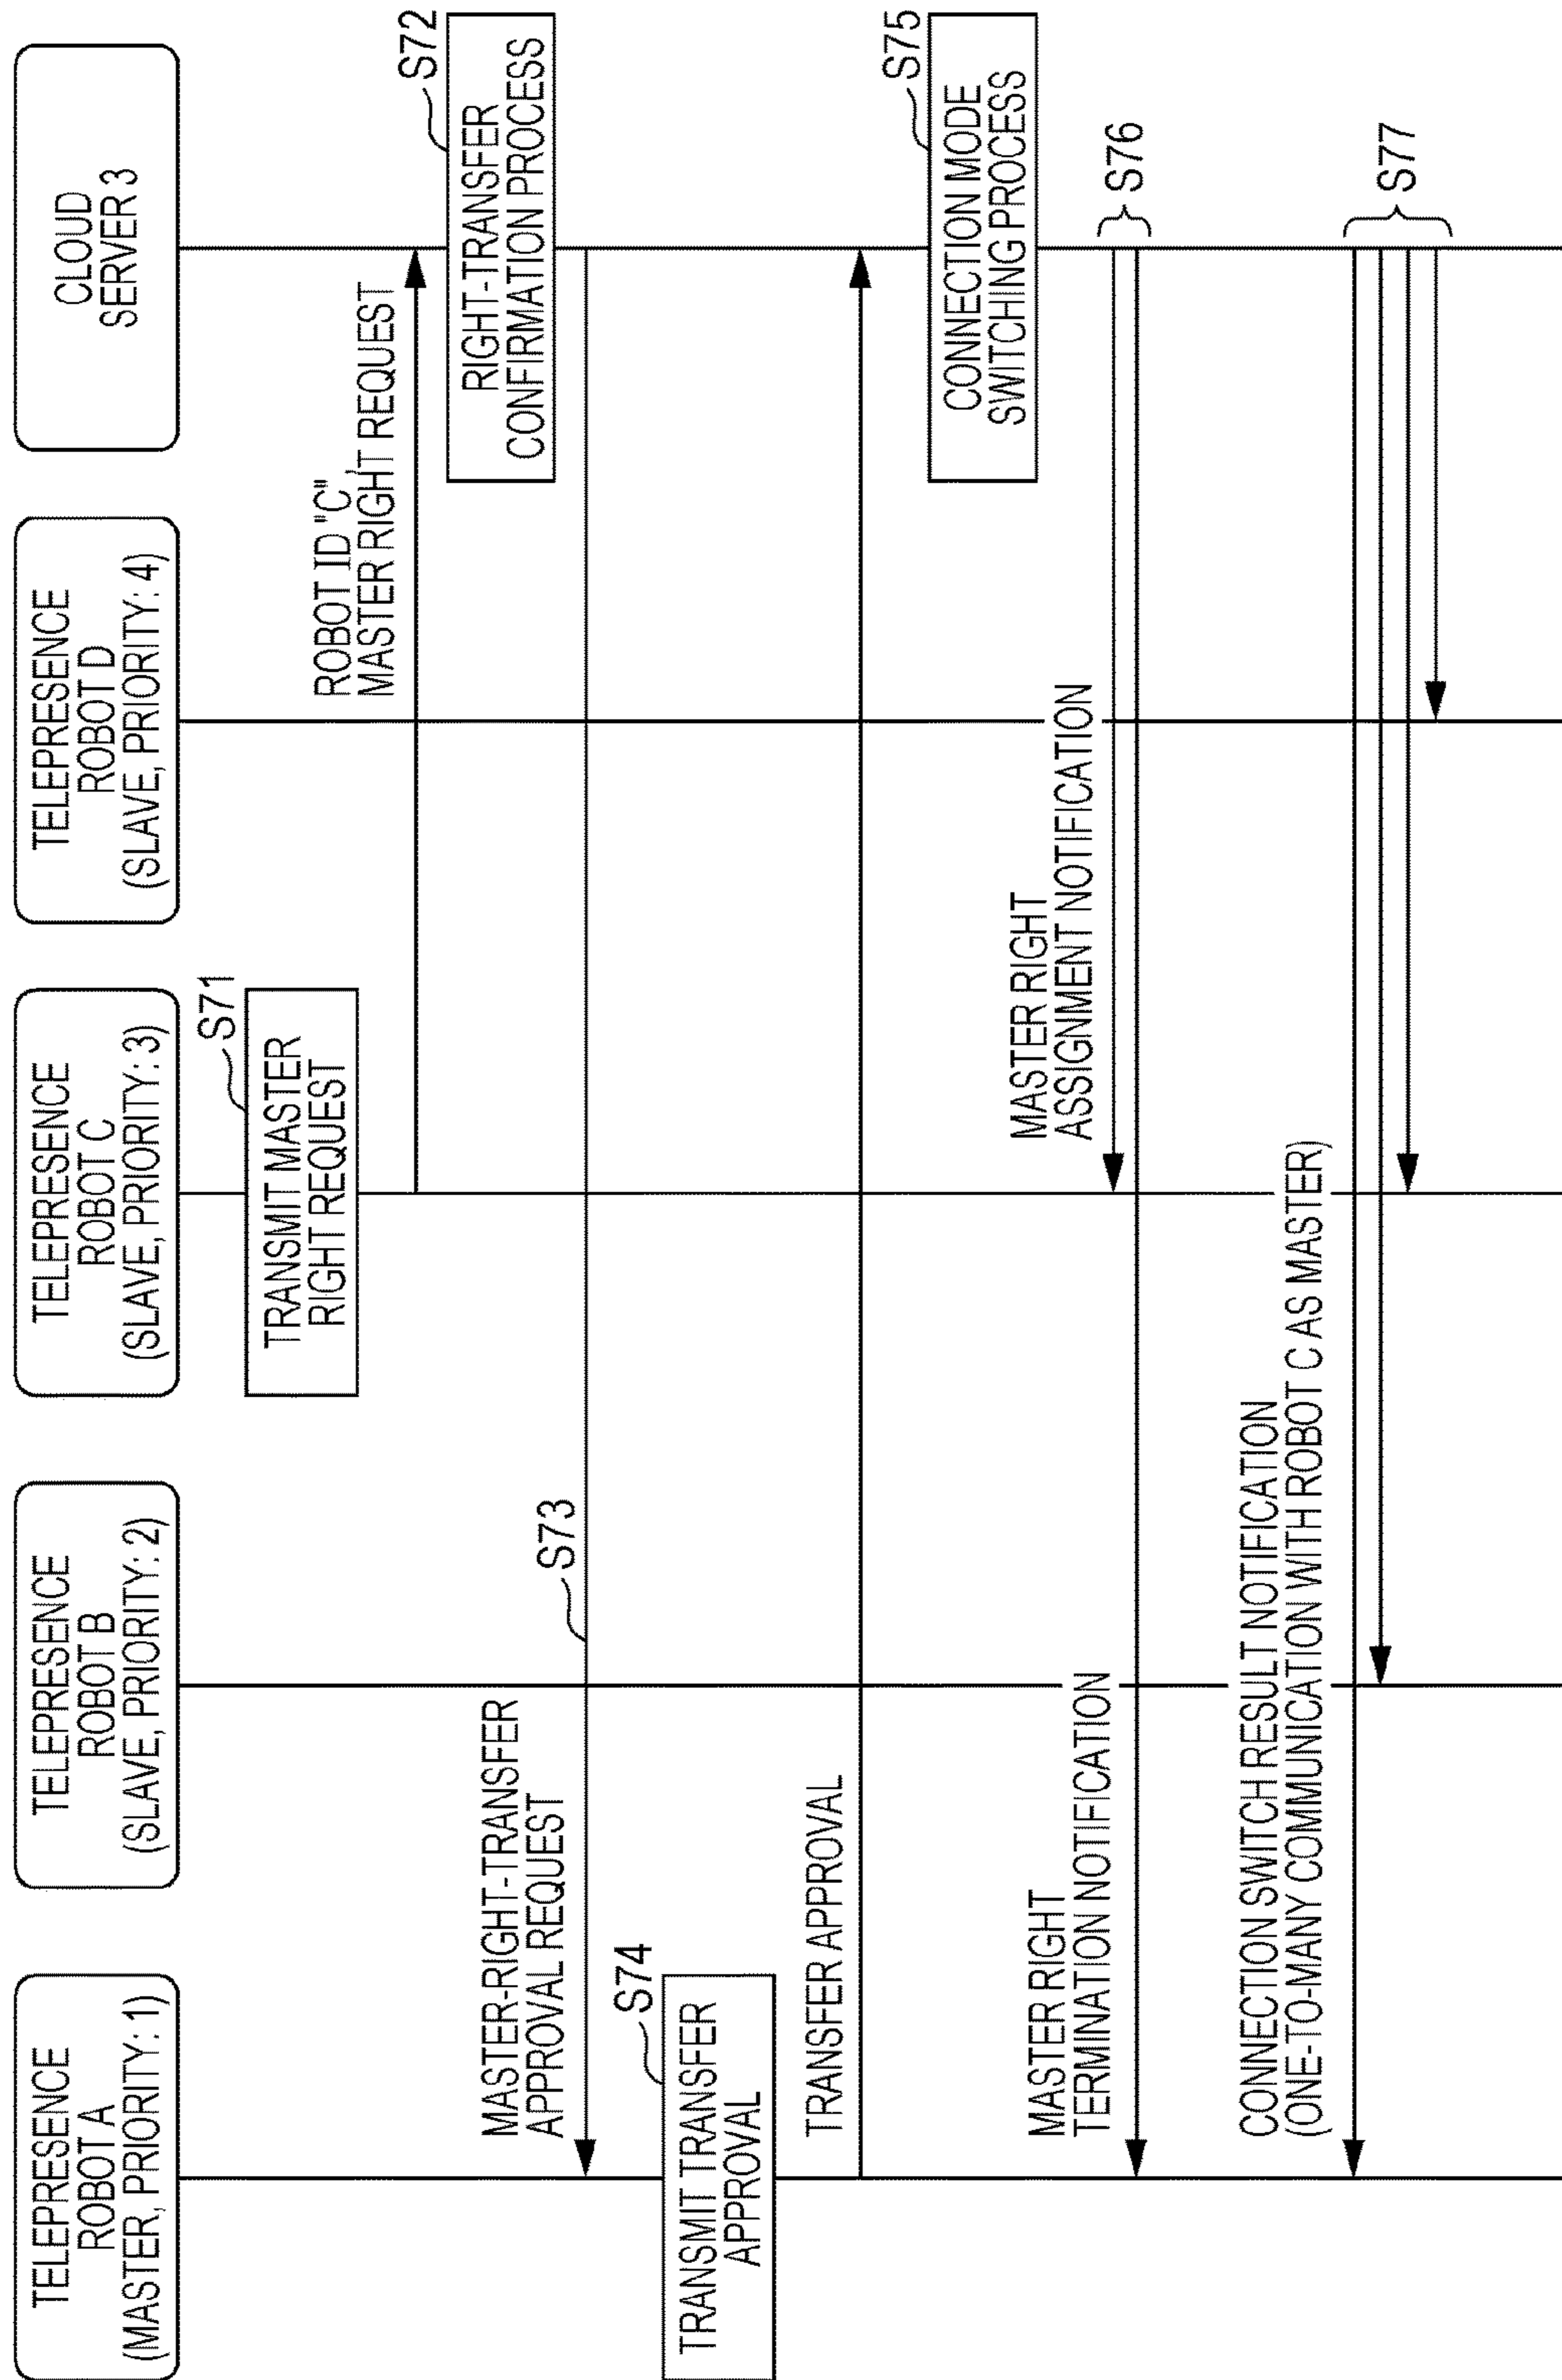 TELEPRESENCE
ROBOT A
(MASTER, PRIORITY: 1)
TELEPRESENCE
ROBOT B
(SLAVE, PRIORITY: 2)
TELEPRESENCE
ROBOT C
(SLAVE, PRIORITY: 3)
TELEPRESENCE
ROBOT D
(SLAVE, PRIORITY: 4)
CLOUD
SERVER 3
S71
TRANSMIT MASTER
RIGHT REQUEST
ROBOT ID "C",
MASTER RIGHT REQUEST
S72
RIGHT-TRANSFER
CONFIRMATION PROCESS
MASTER-RIGHT-TRANSFER
APPROVAL REQUEST
S73
S74
TRANSMIT TRANSFER
APPROVAL
TRANSFER APPROVAL
S75
CONNECTION MODE
SWITCHING PROCESS
MASTER RIGHT
ASSIGNMENT NOTIFICATION
MASTER RIGHT
TERMINATION NOTIFICATION
S76
CONNECTION SWITCH RESULT NOTIFICATION
(ONE-TO-MANY COMMUNICATION WITH ROBOT C AS MASTER)
S77